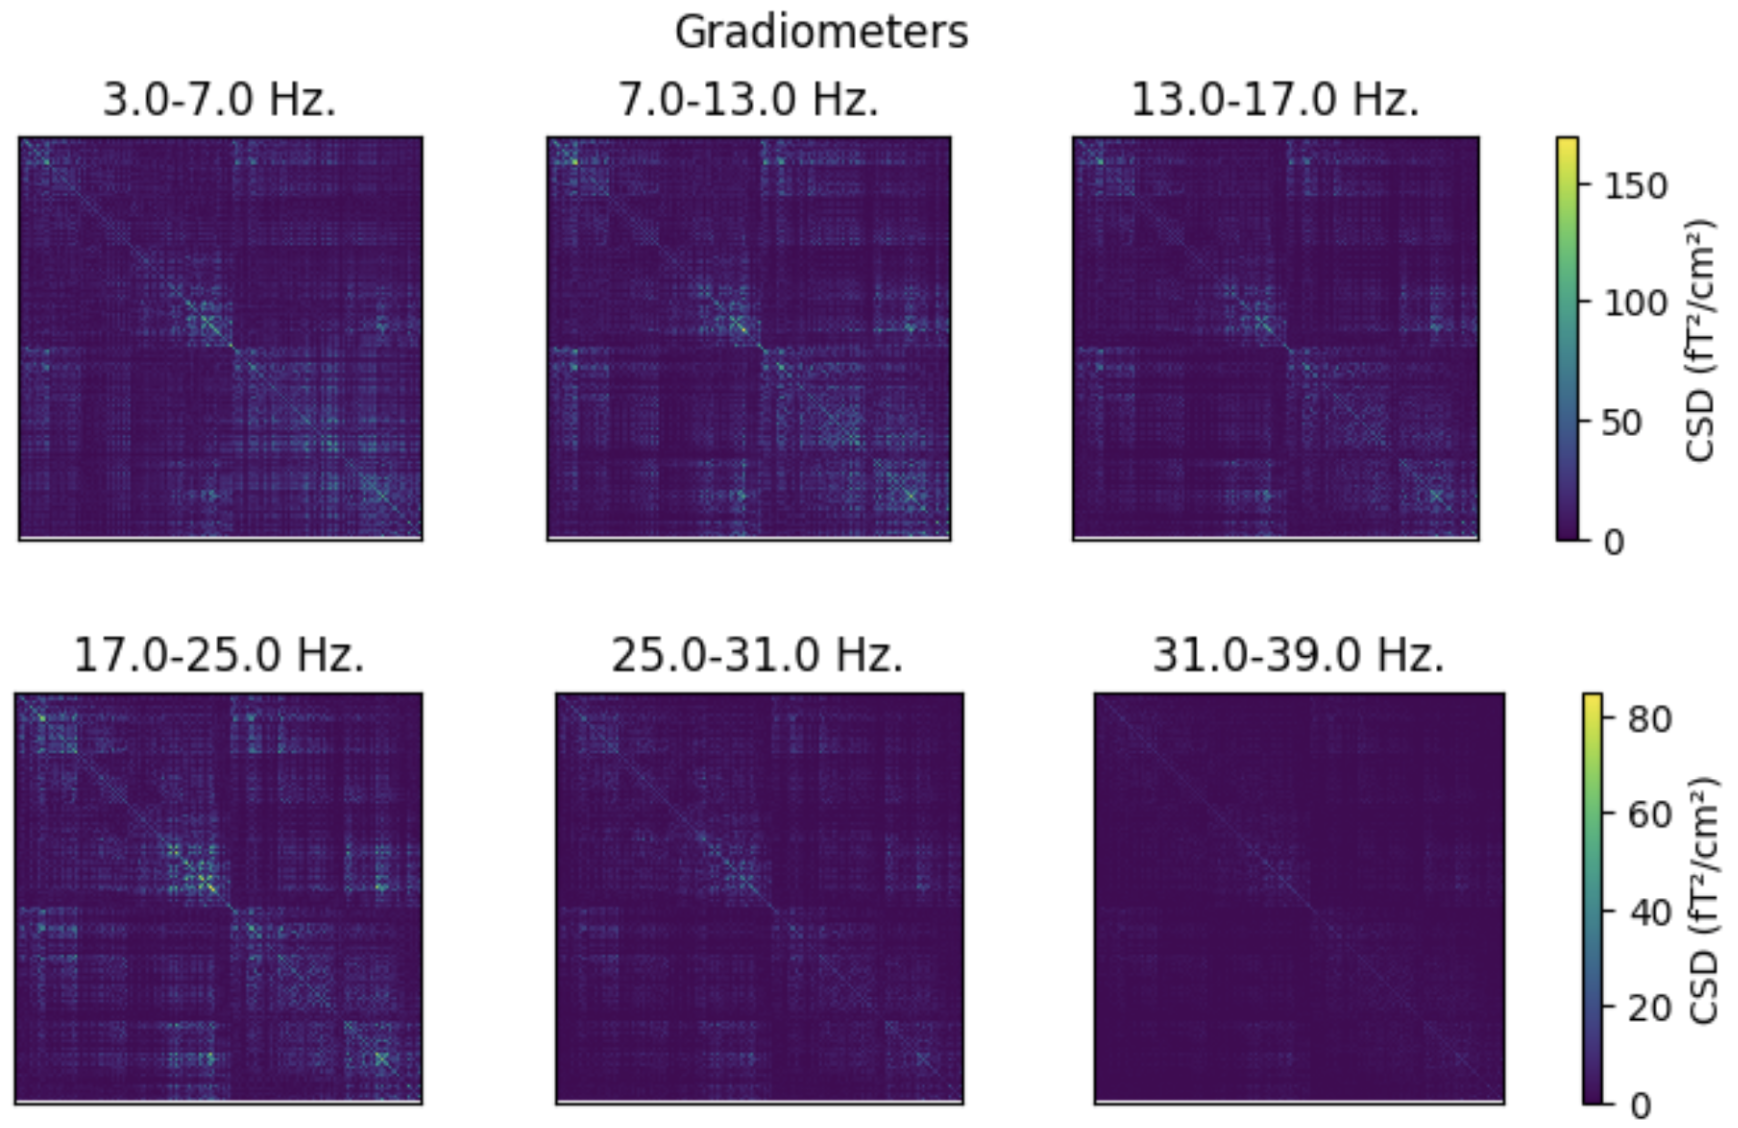 Gradiometers
3.0-7.0 Hz.
7.0-13.0 Hz.
13.0-17.0 Hz.
150
100
50
0
CSD (fT²/cm²)
17.0-25.0 Hz.
25.0-31.0 Hz.
31.0-39.0 Hz.
80
60
40
20
0
CSD (fT²/cm²)